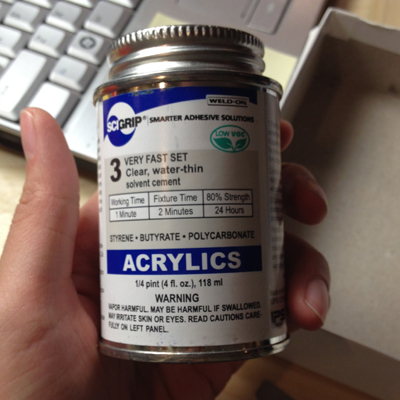 WELD-ON
SCIGRIP® SMARTER ADHESIVE SOLUTIONS
LOW VOC
3 VERY FAST SET
Clear, water-thin
solvent cement
Working Time Fixture Time 80% Strength
1 Minute 2 Minutes 24 Hours
STYRENE • BUTYRATE • POLYCARBONATE
ACRYLICS
1/4 pint (4 fl. oz.), 118 ml
WARNING
VAPOR HARMFUL. MAY BE HARMFUL IF SWALLOWED.
MAY IRRITATE SKIN OR EYES. READ CAUTIONS CARE-
FULLY ON LEFT PANEL.